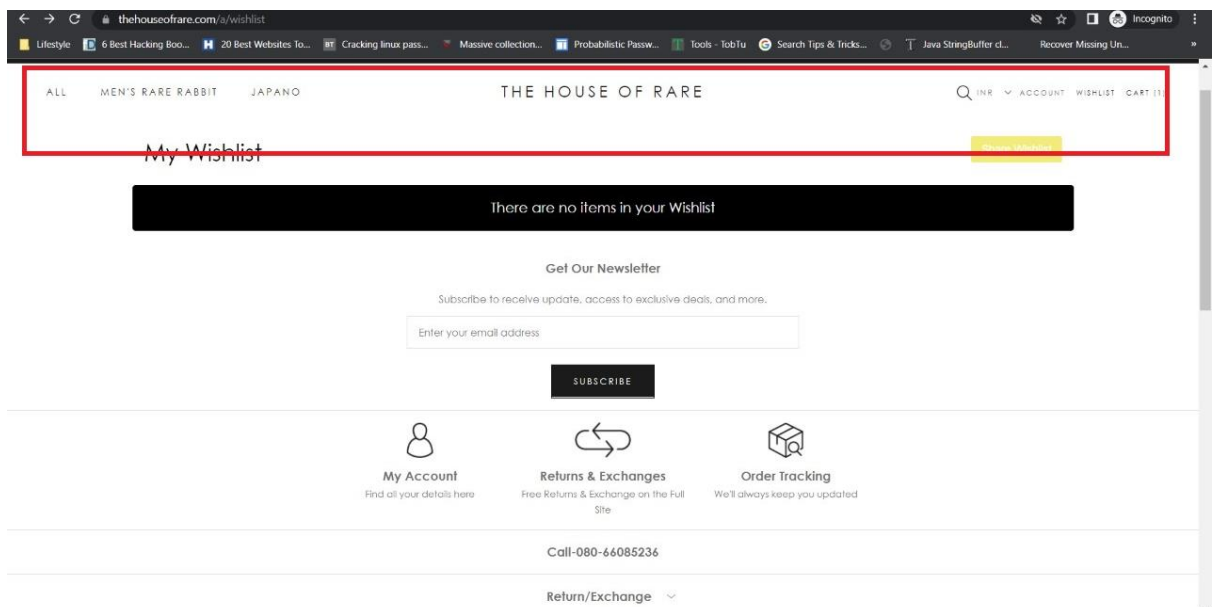 thehouseofrare.com/a/wishlist Incognito
Lifestyle 6 Best Hacking Boo... 20 Best Websites To... Cracking linux pass... Massive collection... Probabilistic Passw... Tools - TobTu Search Tips & Tricks... Java StringBuffer cl... Recover Missing Un... »
ALL MEN'S RARE RABBIT JAPANO THE HOUSE OF RARE INR ACCOUNT WISHLIST CART (1)
My Wishlist Share Wishlist
There are no items in your Wishlist
Get Our Newsletter
Subscribe to receive update, access to exclusive deals, and more.
Enter your email address
SUBSCRIBE
My Account Returns & Exchanges Order Tracking
Find all your details here Free Returns & Exchange on the Full We'll always keep you updated
Site
Call-080-66085236
Return/Exchange